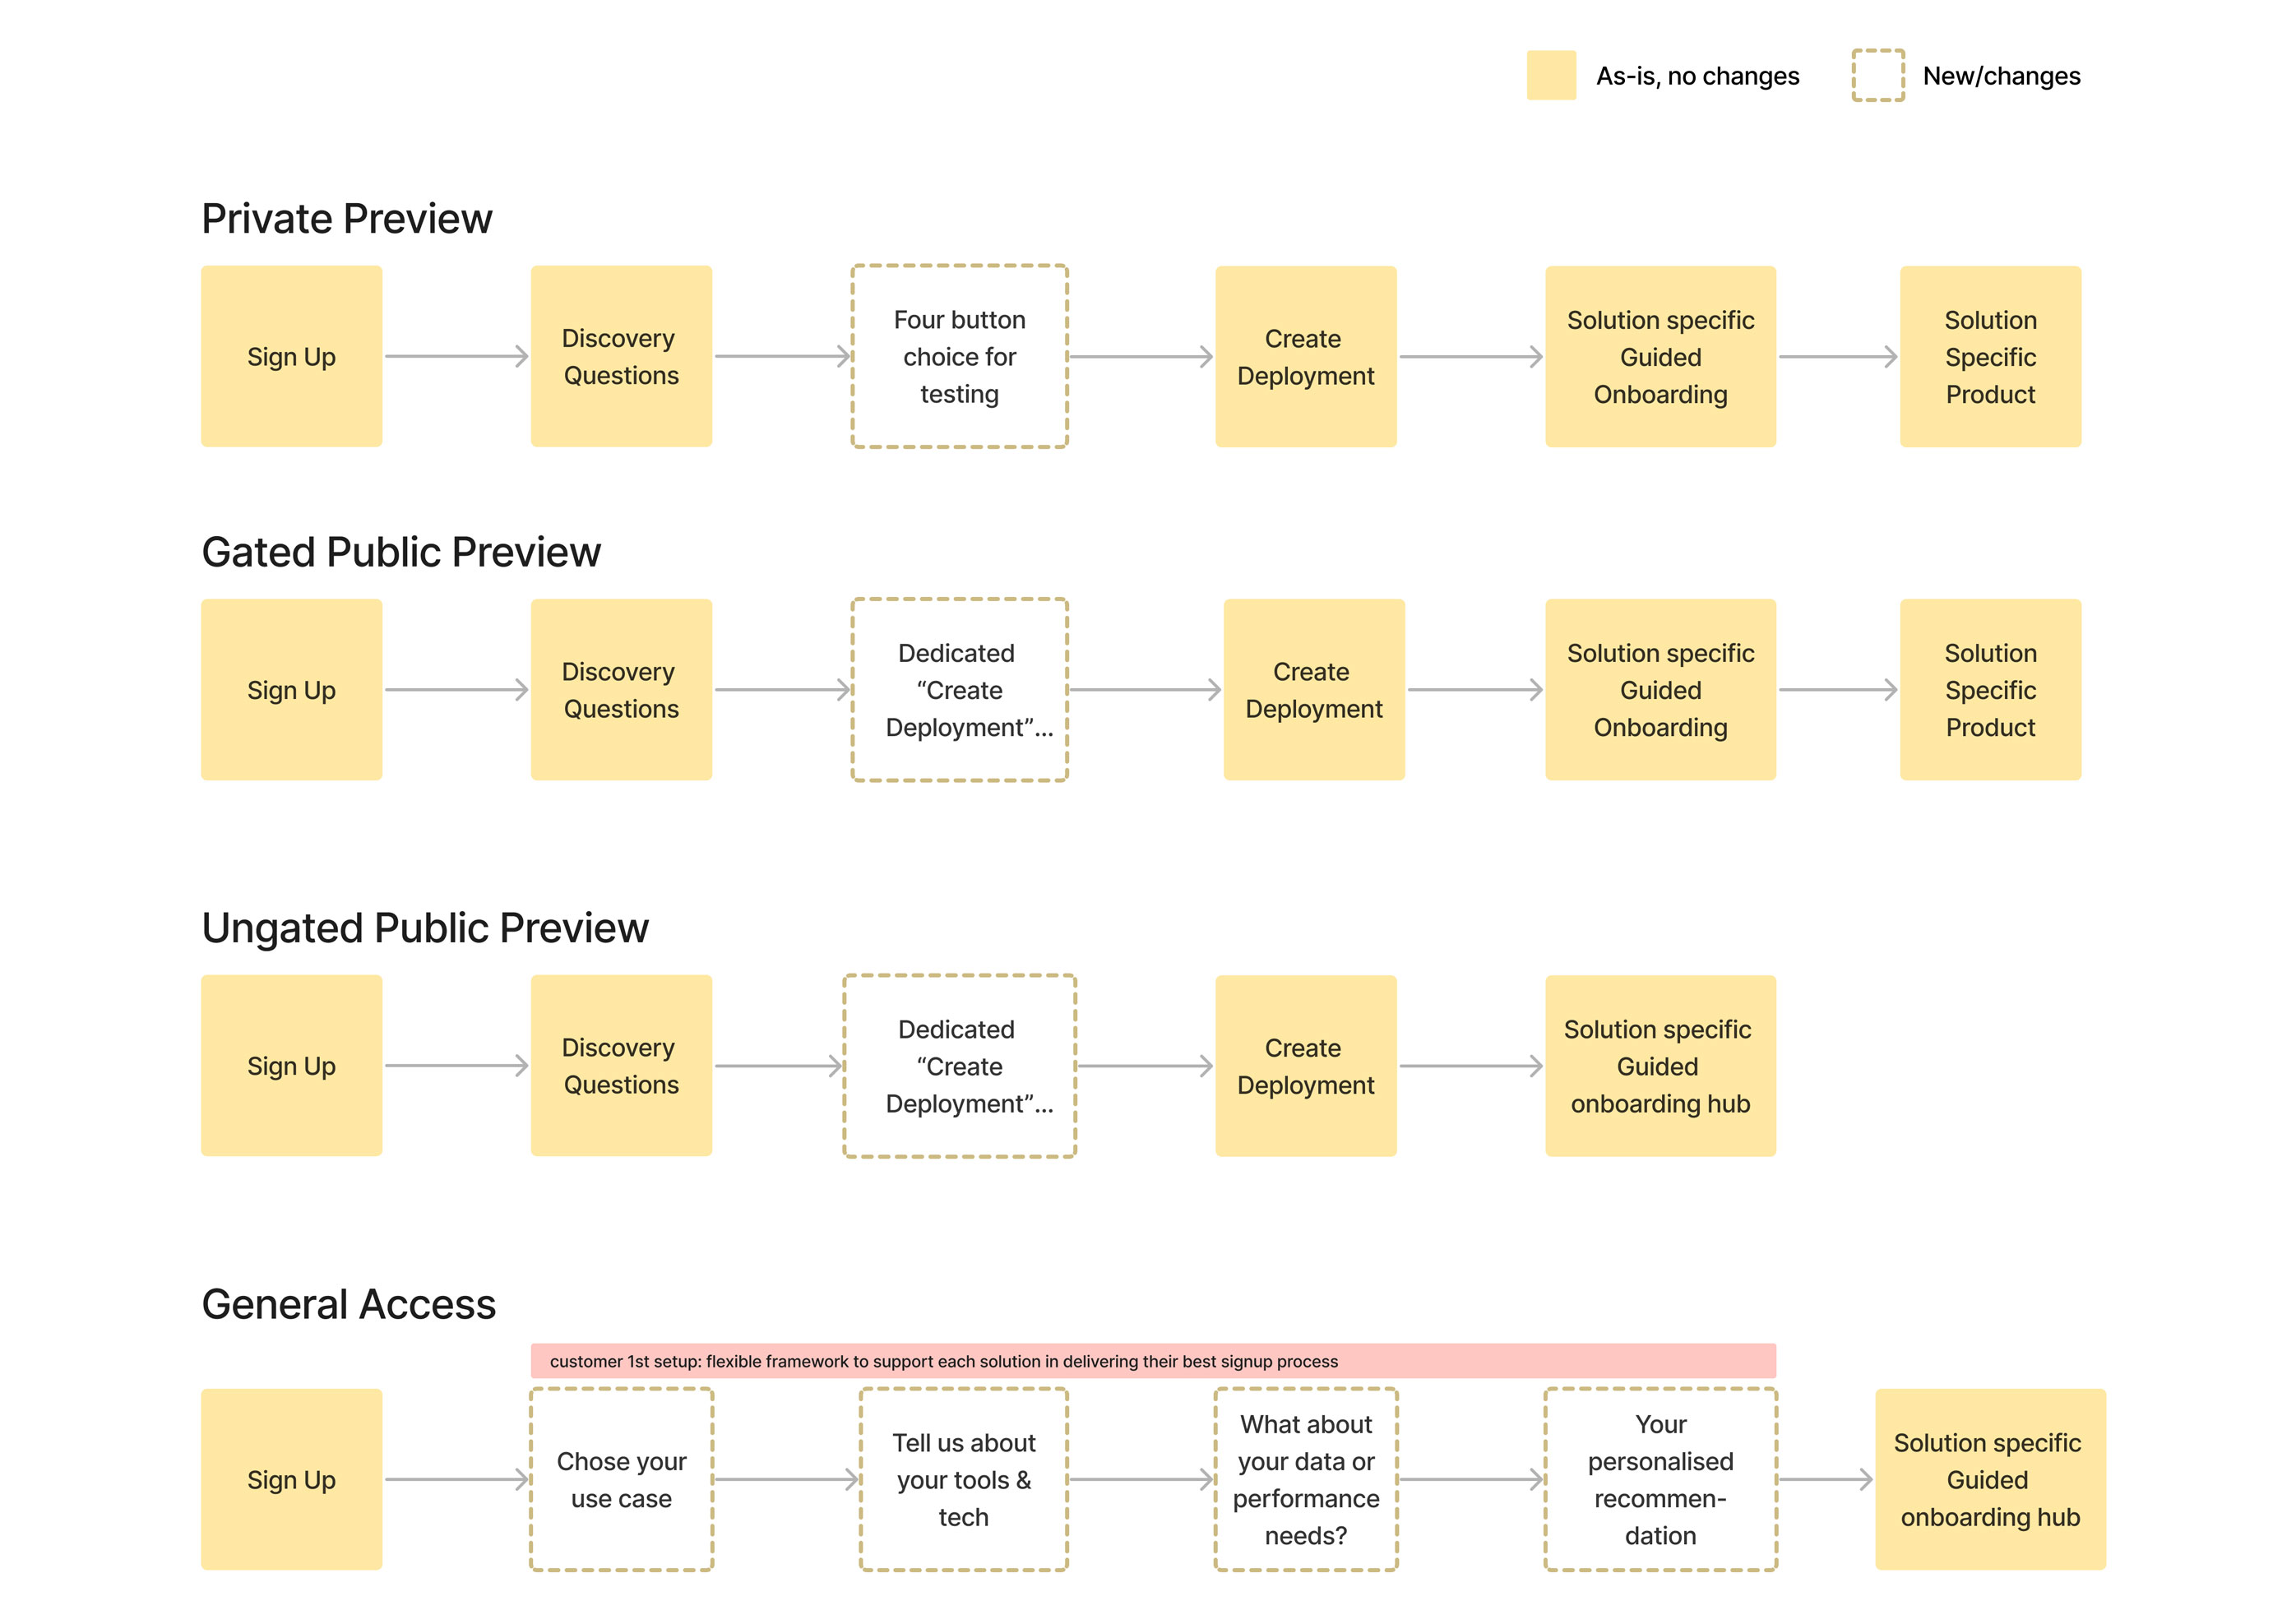 As-is, no changes
New/changes
Private Preview
Sign Up
Discovery
Questions
Four button
choice for
testing
Create
Deployment
Solution specific
Guided
Onboarding
Solution
Specific
Product
Gated Public Preview
Sign Up
Discovery
Questions
Dedicated
“Create
Deployment”...
Create
Deployment
Solution specific
Guided
Onboarding
Solution
Specific
Product
Ungated Public Preview
Sign Up
Discovery
Questions
Dedicated
“Create
Deployment”...
Create
Deployment
Solution specific
Guided
onboarding hub
General Access
customer 1st setup: flexible framework to support each solution in delivering their best signup process
Sign Up
Chose your
use case
Tell us about
your tools &
tech
What about
your data or
performance
needs?
Your
personalised
recommen-
dation
Solution specific
Guided
onboarding hub